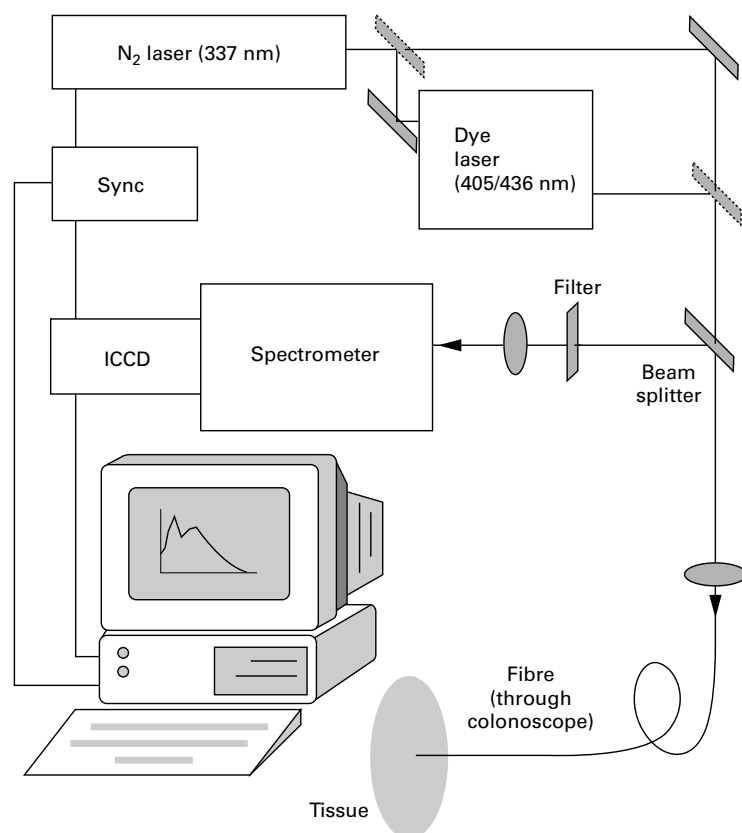 N₂ laser (337 nm)
Dye
laser
(405/436 nm)
Sync
Filter
ICCD
Spectrometer
Beam
splitter
Fibre
(through
colonoscope)
Tissue